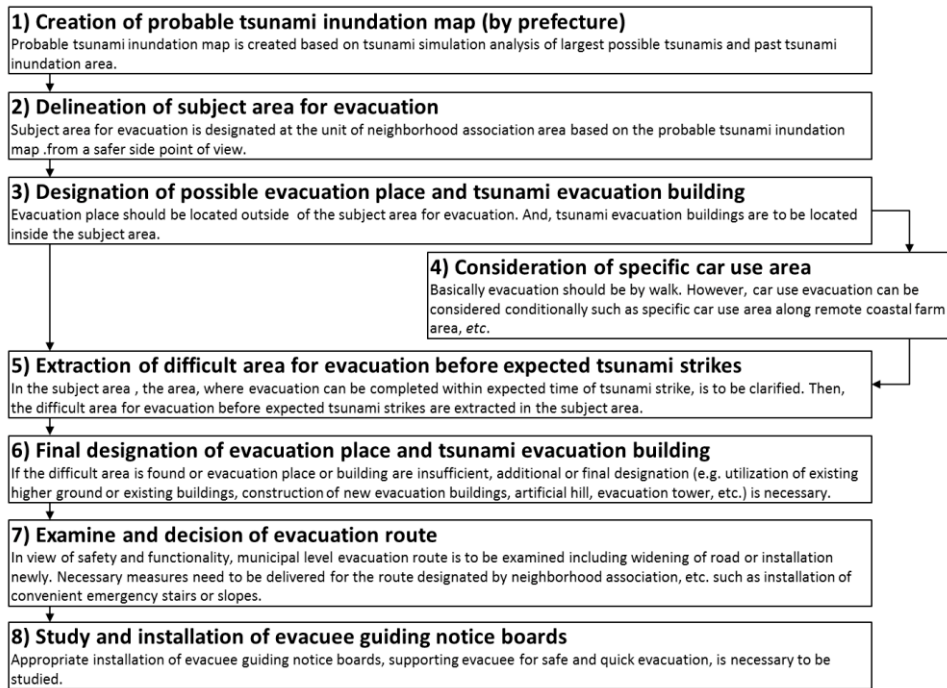 1) Creation of probable tsunami inundation map (by prefecture)
Probable tsunami inundation map is created based on tsunami simulation analysis of largest possible tsunamis and past tsunami
inundation area.
2) Delineation of subject area for evacuation
Subject area for evacuation is designated at the unit of neighborhood association area based on the probable tsunami inundation
map .from a safer side point of view.
3) Designation of possible evacuation place and tsunami evacuation building
Evacuation place should be located outside of the subject area for evacuation. And, tsunami evacuation buildings are to be located
inside the subject area.
4) Consideration of specific car use area
Basically evacuation should be by walk. However, car use evacuation can be
considered conditionally such as specific car use area along remote coastal farm
area, etc.
5) Extraction of difficult area for evacuation before expected tsunami strikes
In the subject area , the area, where evacuation can be completed within expected time of tsunami strike, is to be clarified. Then,
the difficult area for evacuation before expected tsunami strikes are extracted in the subject area.
6) Final designation of evacuation place and tsunami evacuation building
If the difficult area is found or evacuation place or building are insufficient, additional or final designation (e.g. utilization of existing
higher ground or existing buildings, construction of new evacuation buildings, artificial hill, evacuation tower, etc.) is necessary.
7) Examine and decision of evacuation route
In view of safety and functionality, municipal level evacuation route is to be examined including widening of road or installation
newly. Necessary measures need to be delivered for the route designated by neighborhood association, etc. such as installation of
convenient emergency stairs or slopes.
8) Study and installation of evacuee guiding notice boards
Appropriate installation of evacuee guiding notice boards, supporting evacuee for safe and quick evacuation, is necessary to be
studied.